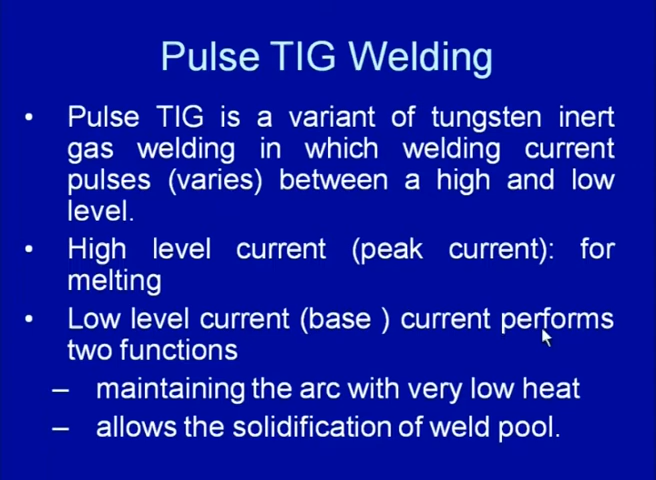 Pulse TIG Welding
• Pulse TIG is a variant of tungsten inert
gas welding in which welding current
pulses (varies) between a high and low
level.
• High level current (peak current): for
melting
• Low level current (base ) current performs
two functions
– maintaining the arc with very low heat
– allows the solidification of weld pool.